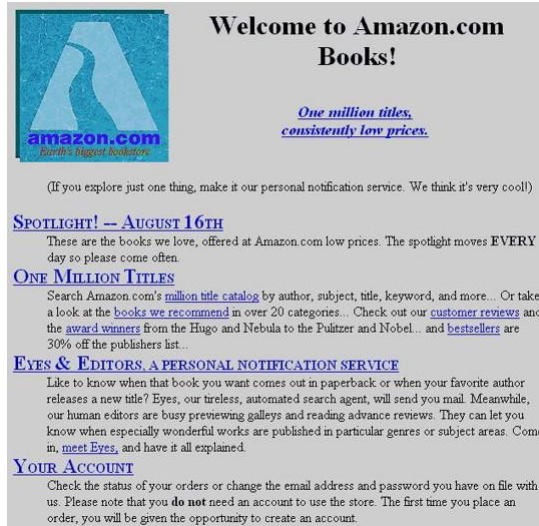 amazon.com
Earth's biggest bookstore
Welcome to Amazon.com
Books!
One million titles,
consistently low prices.
(If you explore just one thing, make it our personal notification service. We think it's very cool!)
SPOTLIGHT! -- AUGUST 16TH
These are the books we love, offered at Amazon.com low prices. The spotlight moves EVERY
day so please come often.
ONE MILLION TITLES
Search Amazon.com's million title catalog by author, subject, title, keyword, and more... Or take
a look at the books we recommend in over 20 categories... Check out our customer reviews and
the award winners from the Hugo and Nebula to the Pulitzer and Nobel... and bestsellers are
30% off the publishers list...
EYES & EDITORS, A PERSONAL NOTIFICATION SERVICE
Like to know when that book you want comes out in paperback or when your favorite author
releases a new title? Eyes, our tireless, automated search agent, will send you mail. Meanwhile,
our human editors are busy previewing galleys and reading advance reviews. They can let you
know when especially wonderful works are published in particular genres or subject areas. Come
in, meet Eyes, and have it all explained.
YOUR ACCOUNT
Check the status of your orders or change the email address and password you have on file with
us. Please note that you do not need an account to use the store. The first time you place an
order, you will be given the opportunity to create an account.